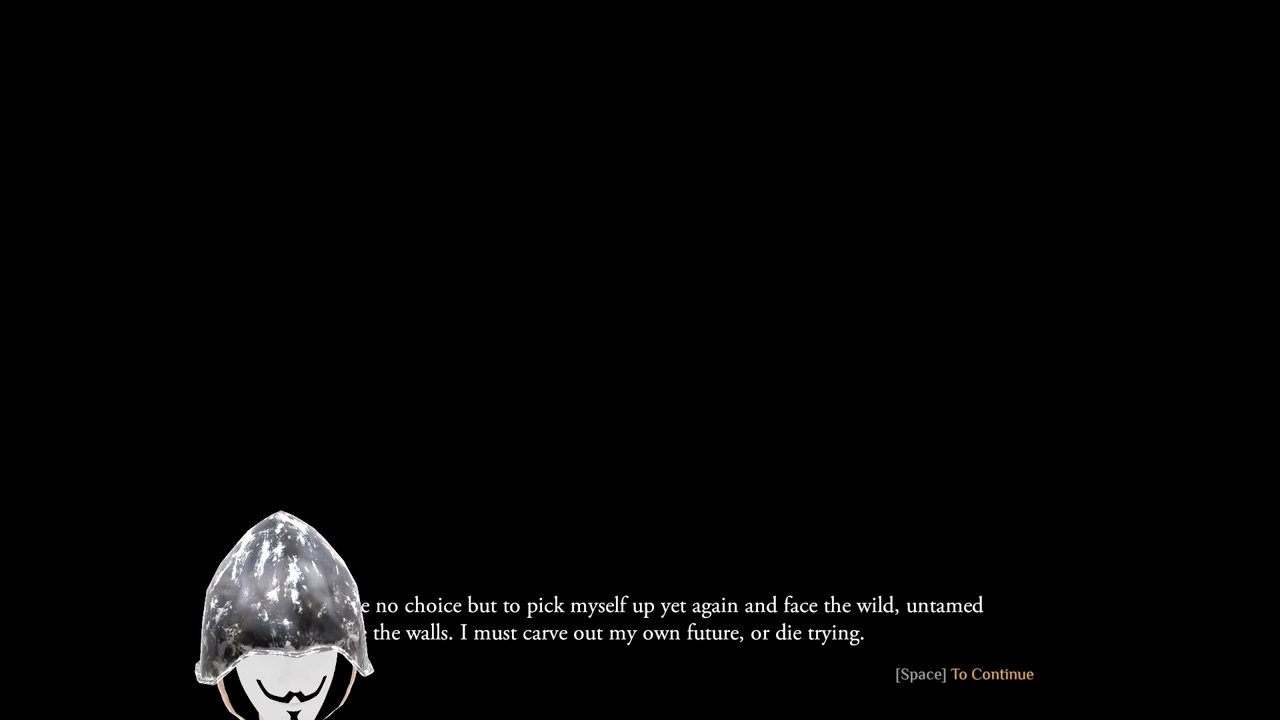 no choice but to pick myself up yet again and face the wild, untamed
the walls. I must carve out my own future, or die trying.
[Space] To Continue